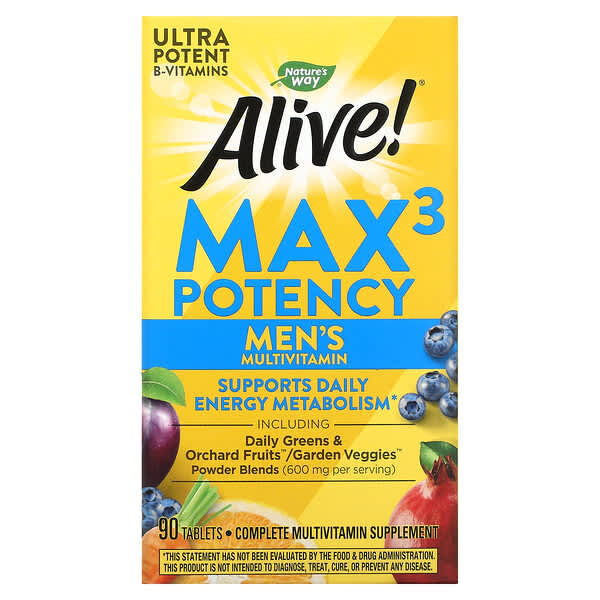 ULTRA
POTENT
B-VITAMINS
Nature's
Way®
Alive!®
MAX³
POTENCY
MEN'S
MULTIVITAMIN
SUPPORTS DAILY
ENERGY METABOLISM*
INCLUDING
Daily Greens &
Orchard Fruits™/Garden Veggies™
Powder Blends (600 mg per serving)
90 TABLETS • COMPLETE MULTIVITAMIN SUPPLEMENT
*THIS STATEMENT HAS NOT BEEN EVALUATED BY THE FOOD & DRUG ADMINISTRATION.
THIS PRODUCT IS NOT INTENDED TO DIAGNOSE, TREAT, CURE, OR PREVENT ANY DISEASE.